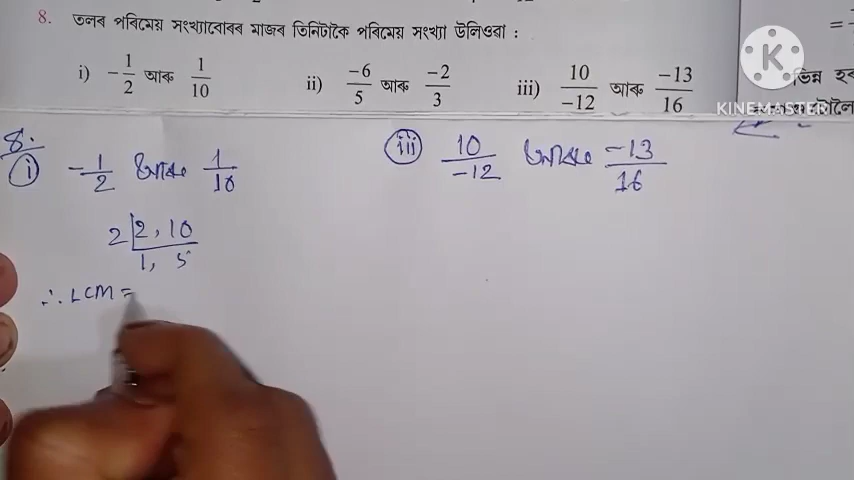 8. তলৰ পৰিমেয় সংখ্যাবোৰৰ মাজৰ তিনিটাকৈ পৰিমেয় সংখ্যা উলিওৱা :
i) -1/2 আৰু 1/10 ii) -6/5 আৰু -2/3 iii) 10/-12 আৰু -13/16
ভিন্ন হৰ
KINEMASTER
8.
i -1/2 আৰু 1/10
2 | 2, 10
1, 5
∴ LCM =
iii 10/-12 আৰু -13/16